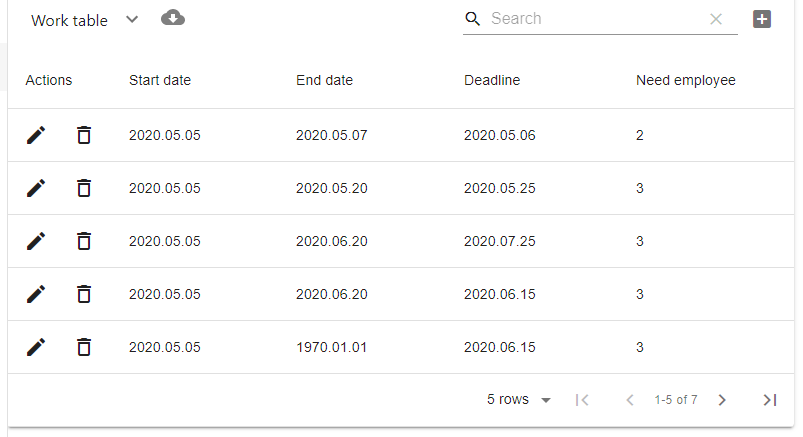 Work table
Search
Actions Start date End date Deadline Need employee
2020.05.05 2020.05.07 2020.05.06 2
2020.05.05 2020.05.20 2020.05.25 3
2020.05.05 2020.06.20 2020.07.25 3
2020.05.05 2020.06.20 2020.06.15 3
2020.05.05 1970.01.01 2020.06.15 3
5 rows 1-5 of 7